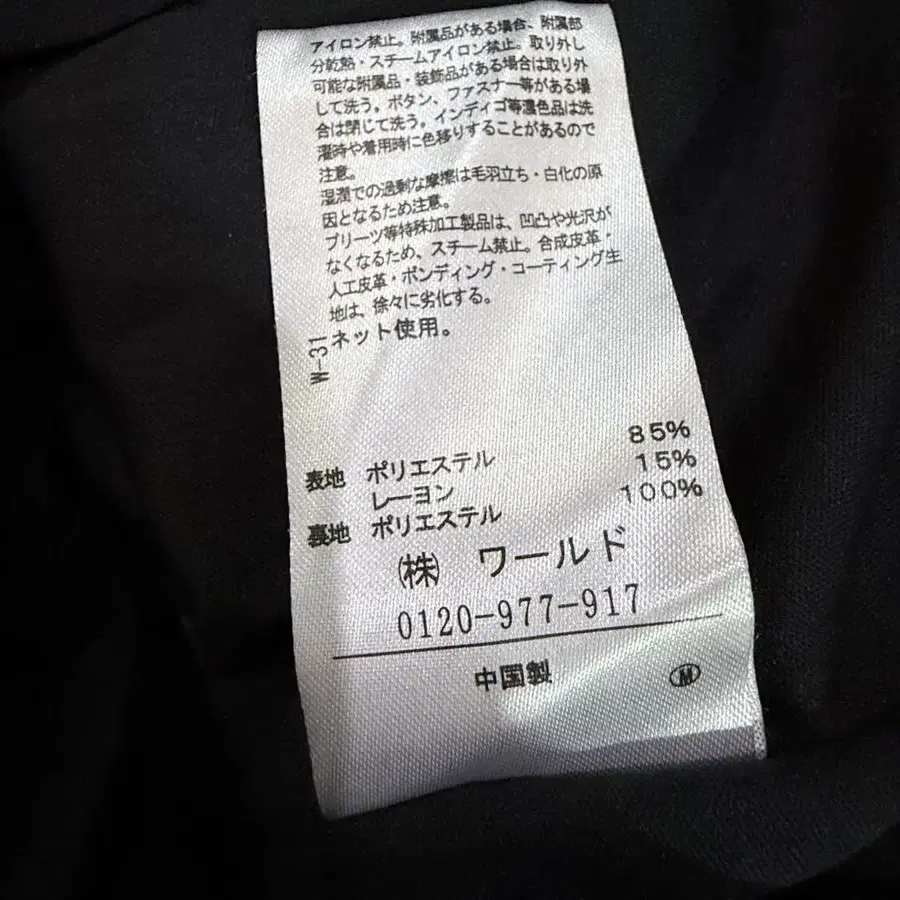 アイロン禁止。附属品がある場合、附属部
分乾熱・スチームアイロン禁止。取り外し
可能な附属品・装飾品がある場合は取り外
して洗う。ボタン、ファスナー等がある場
合は閉じて洗う。インディゴ等濃色品は洗
濯時や着用時に色移りすることがあるので
注意。
湿潤での過剰な摩擦は毛羽立ち・白化の原
因となるため注意。
プリーツ等特殊加工製品は、凹凸や光沢が
なくなるため、スチーム禁止。合成皮革・
人工皮革・ボンディング・コーティング生
地は、徐々に劣化する。
ネット使用。
W-31
表地 ポリエステル 85%
レーヨン 15%
裏地 ポリエステル 100%
㈱ ワールド
0120-977-917
中国製 Ⓜ